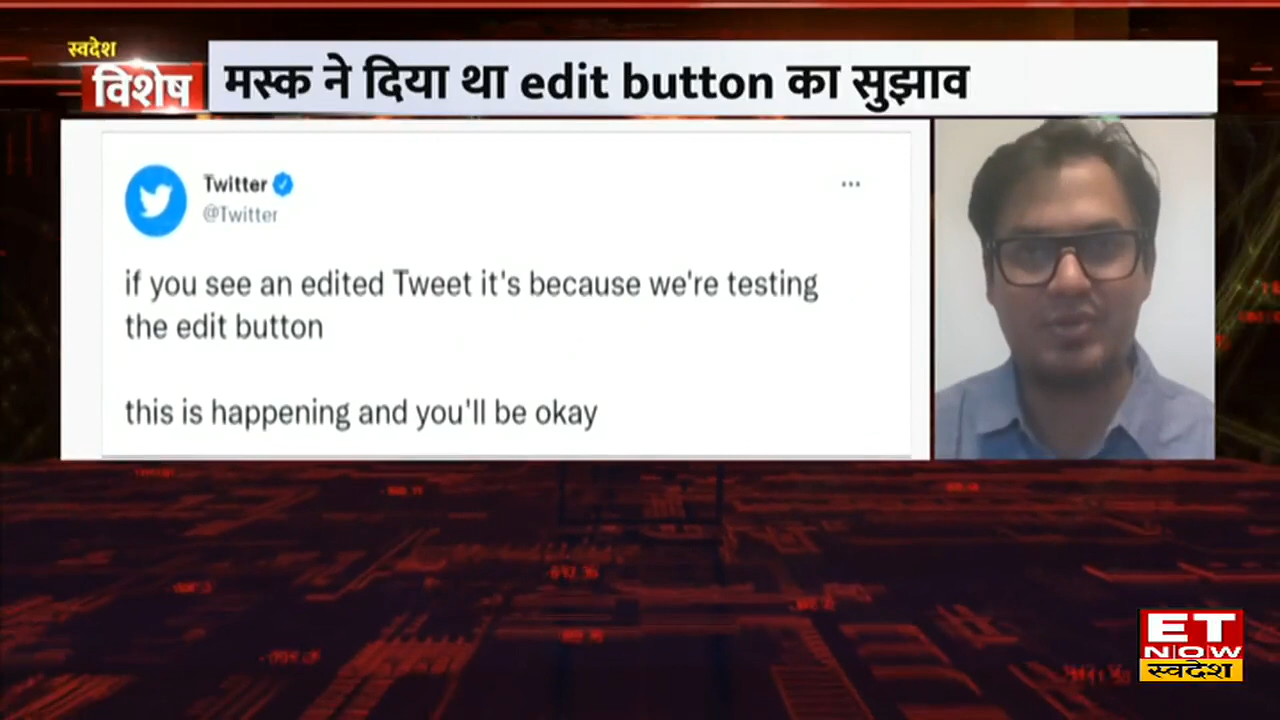 स्वदेश
विशेष
मस्क ने दिया था edit button का सुझाव
Twitter
@Twitter
if you see an edited Tweet it's because we're testing
the edit button
this is happening and you'll be okay
ET
NOW
स्वदेश